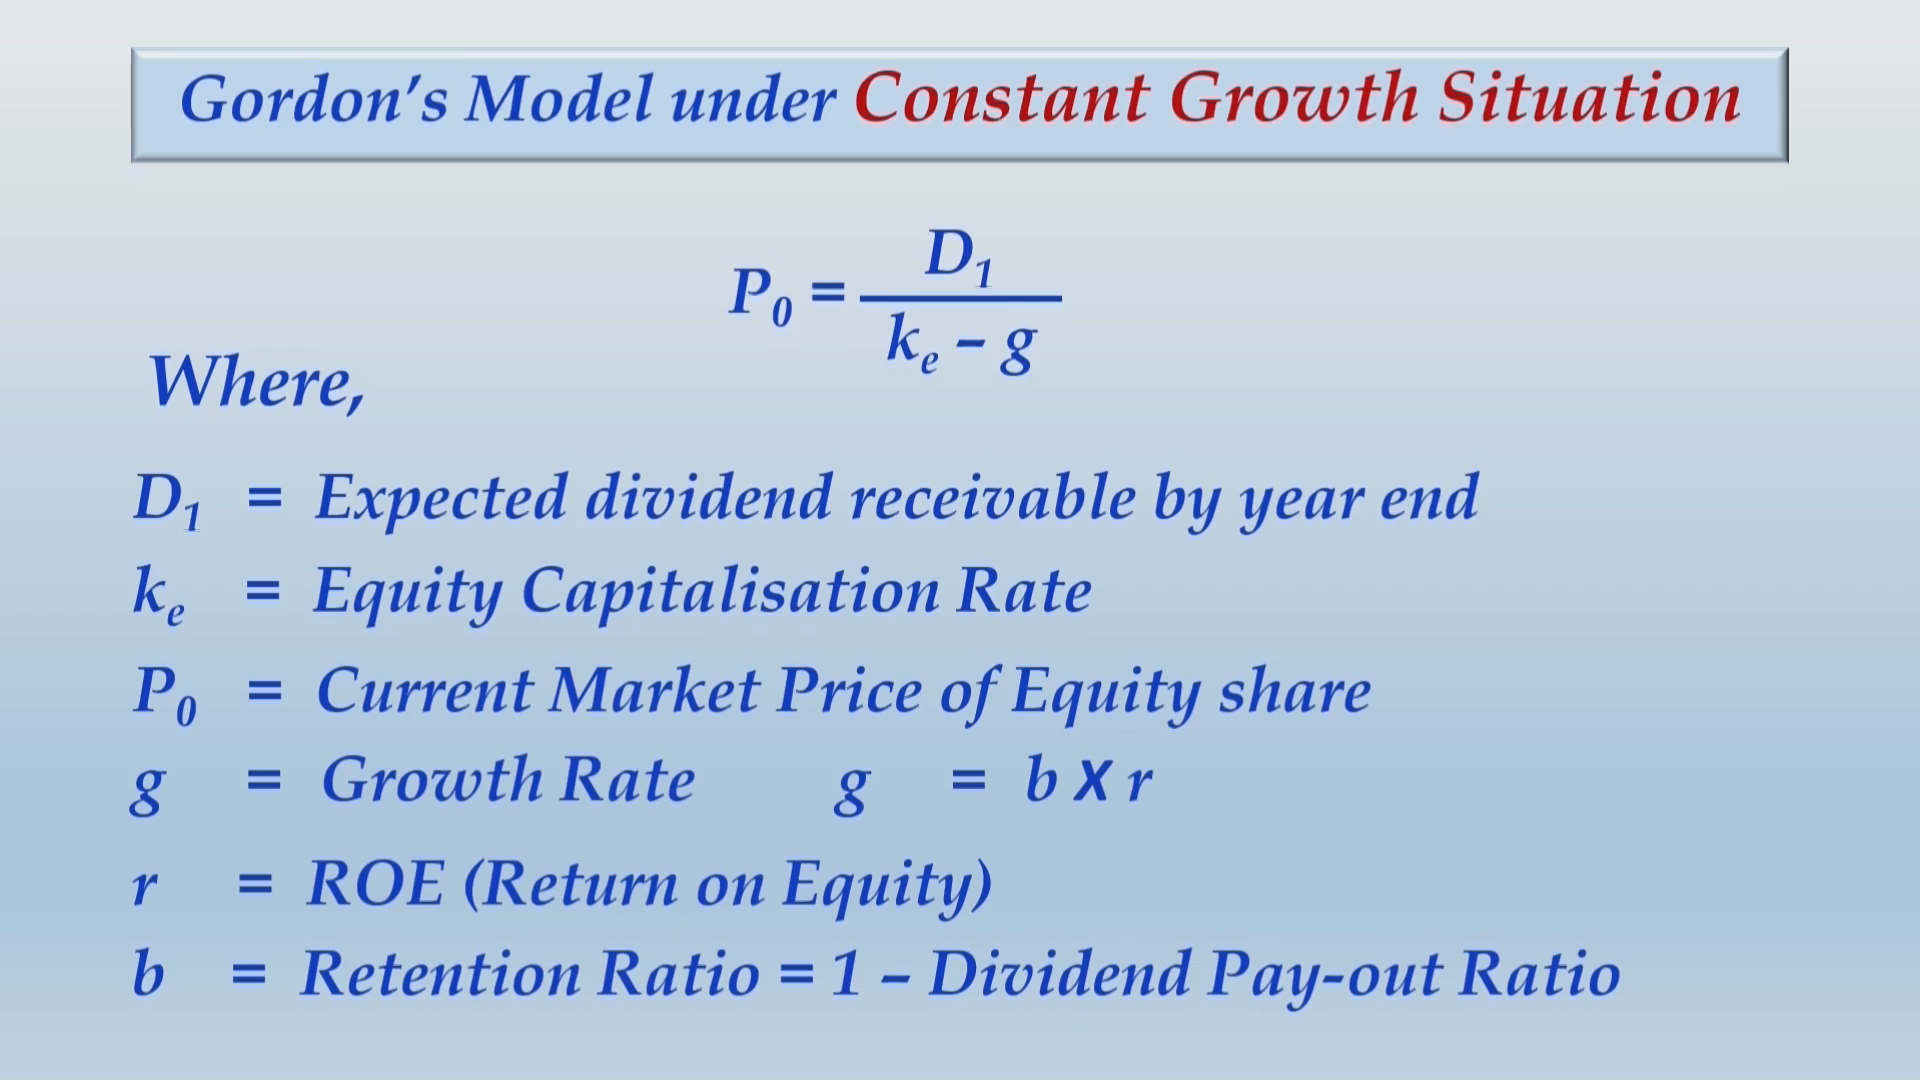 Gordon's Model under Constant Growth Situation
P₀ = D₁ / kₑ – g
Where,
D₁ = Expected dividend receivable by year end
kₑ = Equity Capitalisation Rate
P₀ = Current Market Price of Equity share
g = Growth Rate g = b X r
r = ROE (Return on Equity)
b = Retention Ratio = 1 – Dividend Pay-out Ratio